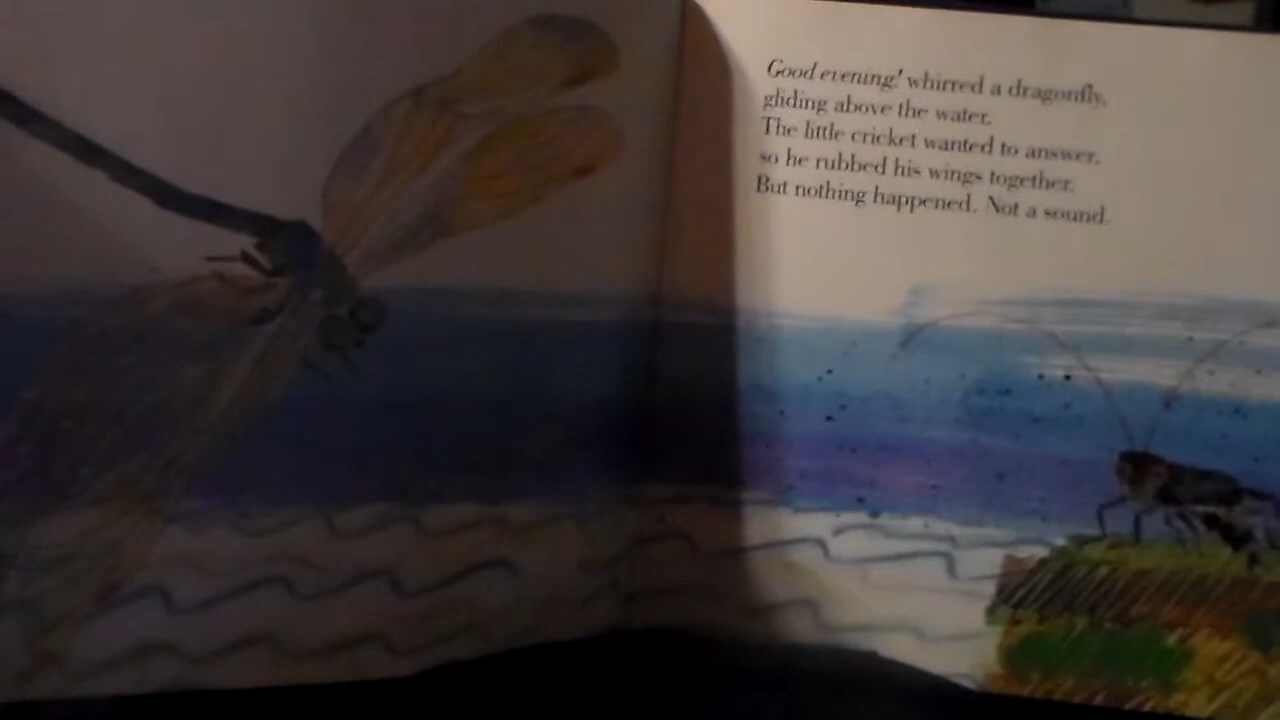 Good evening! whirred a dragonfly,
gliding above the water.
The little cricket wanted to answer,
so he rubbed his wings together.
But nothing happened. Not a sound.